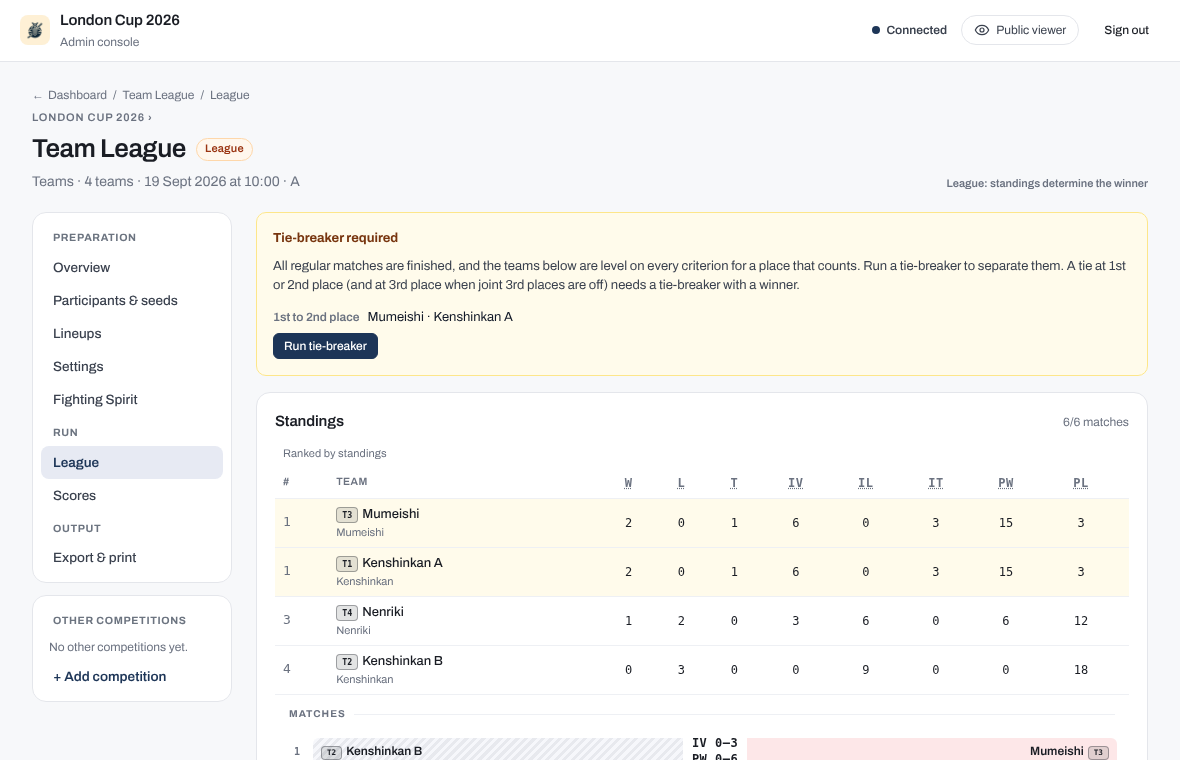 London Cup 2026
Admin console
Connected
Public viewer
Sign out
← Dashboard / Team League / League
LONDON CUP 2026 ›
Team League
League
Teams · 4 teams · 19 Sept 2026 at 10:00 · A
League: standings determine the winner
PREPARATION
Overview
Participants & seeds
Lineups
Settings
Fighting Spirit
RUN
League
Scores
OUTPUT
Export & print
OTHER COMPETITIONS
No other competitions yet.
+ Add competition
Tie-breaker required
All regular matches are finished, and the teams below are level on every criterion for a place that counts. Run a tie-breaker to separate them. A tie at 1st
or 2nd place (and at 3rd place when joint 3rd places are off) needs a tie-breaker with a winner.
1st to 2nd place Mumeishi · Kenshinkan A
Run tie-breaker
Standings
6/6 matches
Ranked by standings
# TEAM W L T IV IL IT PW PL
1 T3 Mumeishi 2 0 1 6 0 3 15 3
Mumeishi
1 T1 Kenshinkan A 2 0 1 6 0 3 15 3
Kenshinkan
3 T4 Nenriki 1 2 0 3 6 0 6 12
Nenriki
4 T2 Kenshinkan B 0 3 0 0 9 0 0 18
Kenshinkan
MATCHES
1 T2 Kenshinkan B IV 0–3 Mumeishi T3
PW 0–6